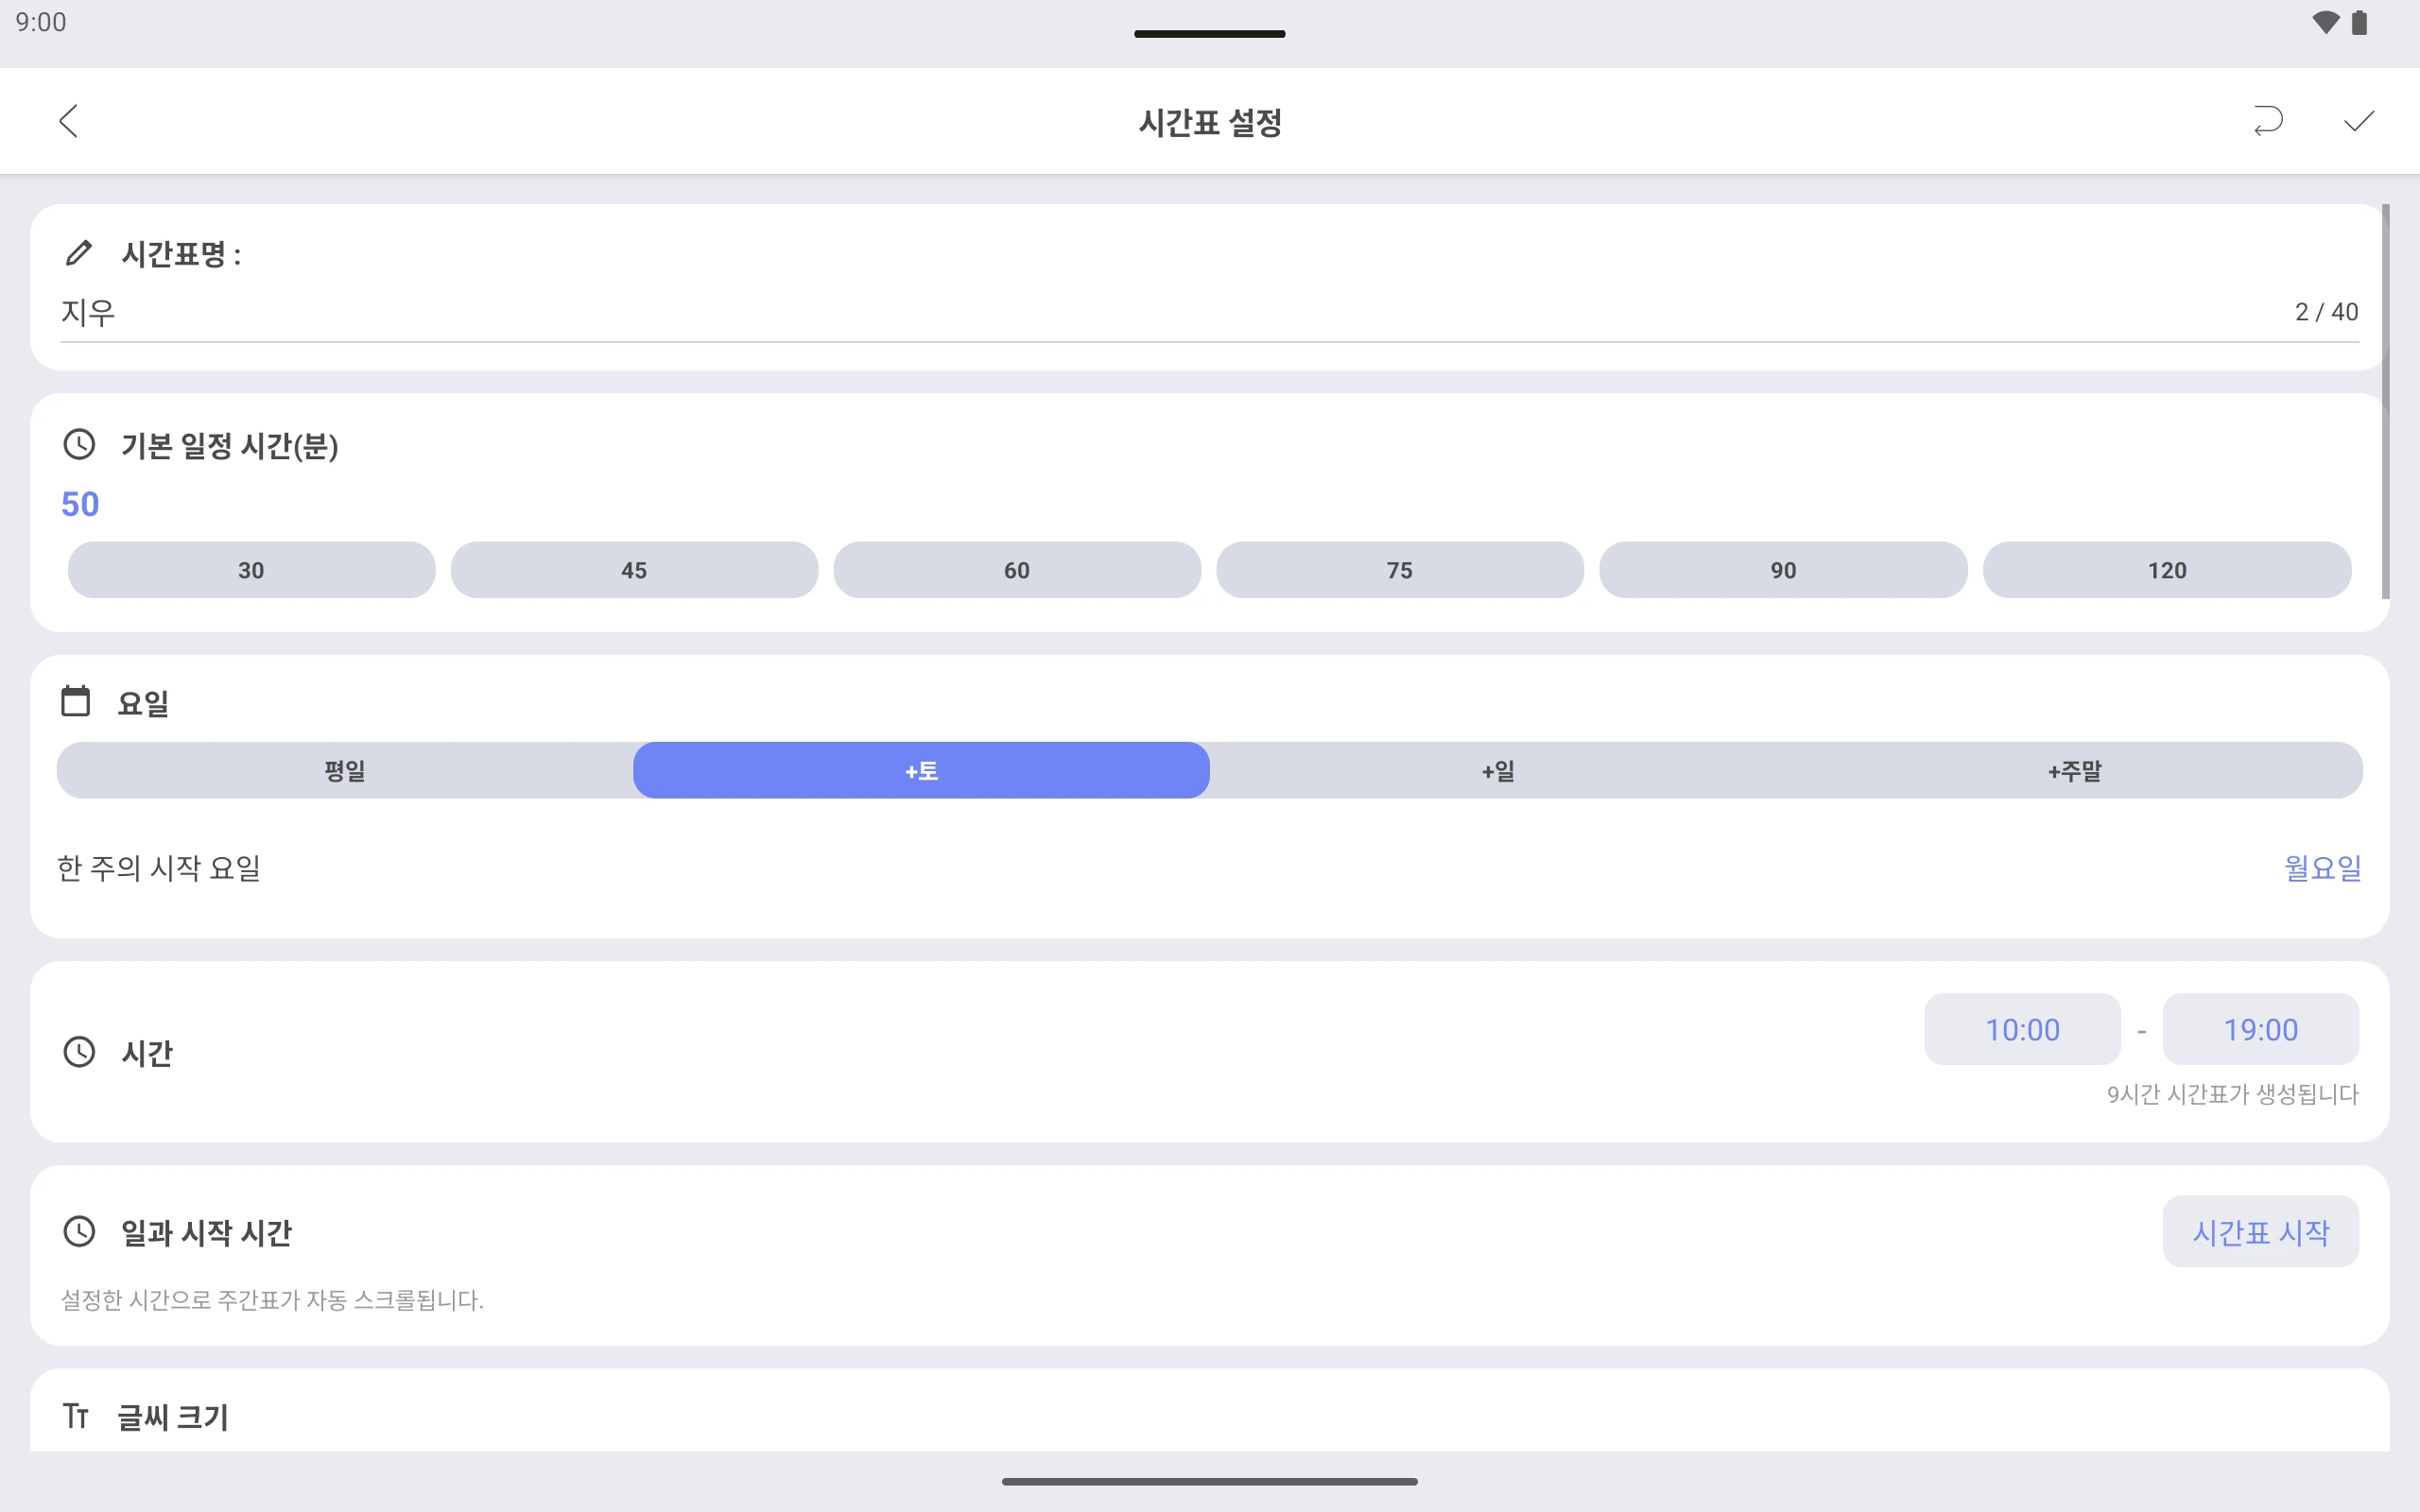 9:00
시간표 설정
시간표명 :
지우
2 / 40
기본 일정 시간(분)
50
30 45 60 75 90 120
요일
평일 +토 +일 +주말
한 주의 시작 요일 월요일
시간
10:00 - 19:00
9시간 시간표가 생성됩니다
일과 시작 시간
시간표 시작
설정한 시간으로 주간표가 자동 스크롤됩니다.
글씨 크기